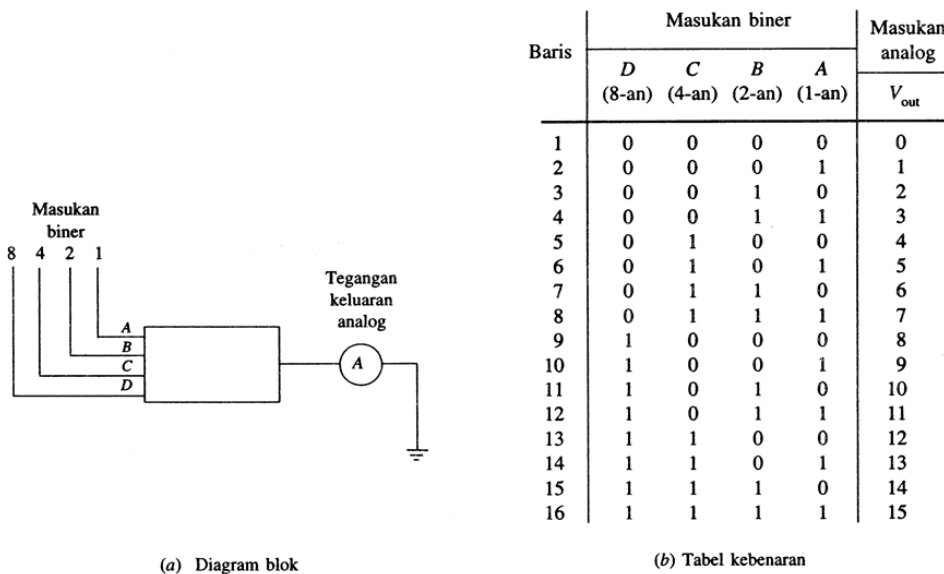 Masukan
biner
8 4 2 1
A
B
C
D
Tegangan
keluaran
analog
A
(a) Diagram blok
Baris Masukan biner Masukan analog
D C B A
(8-an) (4-an) (2-an) (1-an) Vout
1 0 0 0 0 0
2 0 0 0 1 1
3 0 0 1 0 2
4 0 0 1 1 3
5 0 1 0 0 4
6 0 1 0 1 5
7 0 1 1 0 6
8 0 1 1 1 7
9 1 0 0 0 8
10 1 0 0 1 9
11 1 0 1 0 10
12 1 0 1 1 11
13 1 1 0 0 12
14 1 1 0 1 13
15 1 1 1 0 14
16 1 1 1 1 15
(b) Tabel kebenaran